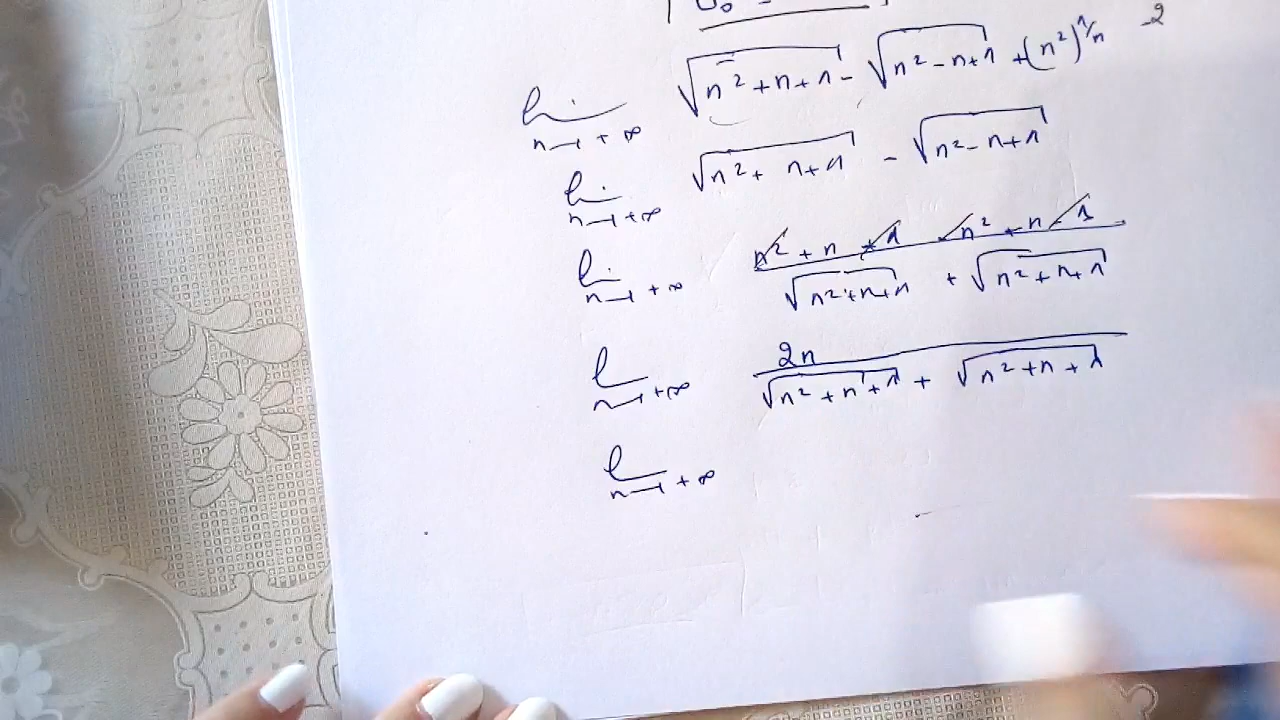 lim n→+∞ √(n² + n + 1) - √(n² - n + 1) + (n²)^(1/n) - 2
lim n→+∞ √(n² + n + 1) - √(n² - n + 1)
lim n→+∞ (n² + n + 1 - n² + n - 1) / (√(n² + n + 1) + √(n² + n + 1))
lim n→+∞ 2n / (√(n² + n + 1) + √(n² + n + 1))
lim n→+∞